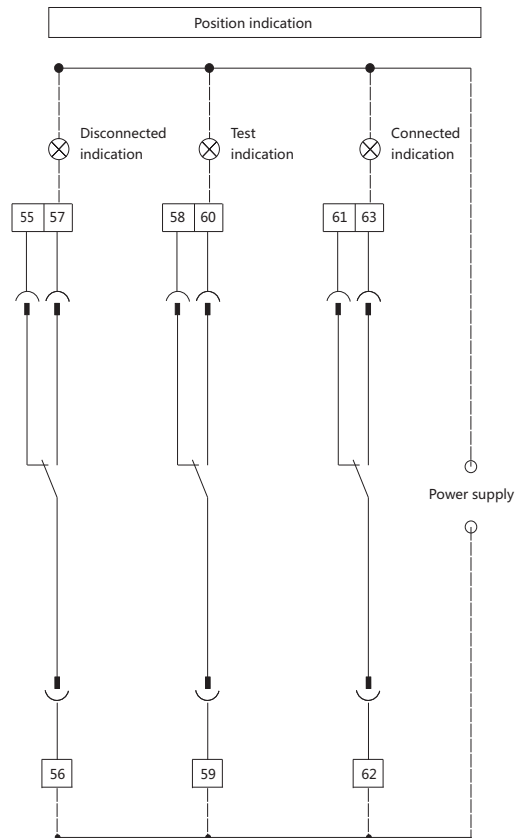 Position indication
Disconnected
indication
Test
indication
Connected
indication
55 57
58 60
61 63
Power supply
56
59
62